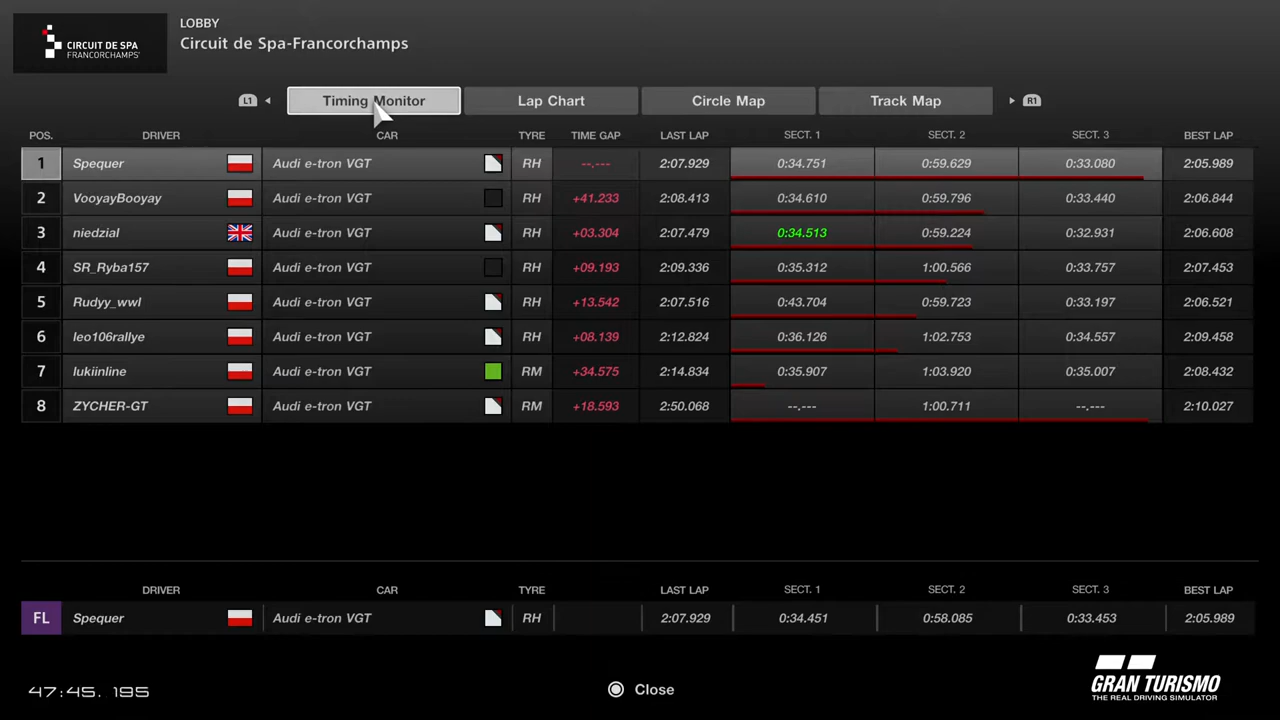 CIRCUIT DE SPA
FRANCORCHAMPS
LOBBY
Circuit de Spa-Francorchamps
L1 Timing Monitor Lap Chart Circle Map Track Map R1
POS. DRIVER CAR TYRE TIME GAP LAST LAP SECT. 1 SECT. 2 SECT. 3 BEST LAP
1 Spequer Audi e-tron VGT RH --.--- 2:07.929 0:34.751 0:59.629 0:33.080 2:05.989
2 VooyayBooyay Audi e-tron VGT RH +41.233 2:08.413 0:34.610 0:59.796 0:33.440 2:06.844
3 niedzial Audi e-tron VGT RH +03.304 2:07.479 0:34.513 0:59.224 0:32.931 2:06.608
4 SR_Ryba157 Audi e-tron VGT RH +09.193 2:09.336 0:35.312 1:00.566 0:33.757 2:07.453
5 Rudyy_wwl Audi e-tron VGT RH +13.542 2:07.516 0:43.704 0:59.723 0:33.197 2:06.521
6 leo106rallye Audi e-tron VGT RH +08.139 2:12.824 0:36.126 1:02.753 0:34.557 2:09.458
7 lukiinline Audi e-tron VGT RM +34.575 2:14.834 0:35.907 1:03.920 0:35.007 2:08.432
8 ZYCHER-GT Audi e-tron VGT RM +18.593 2:50.068 --.--- 1:00.711 --.--- 2:10.027
DRIVER CAR TYRE LAST LAP SECT. 1 SECT. 2 SECT. 3 BEST LAP
FL Spequer Audi e-tron VGT RH 2:07.929 0:34.451 0:58.085 0:33.453 2:05.989
47:45.195
Close
GRAN TURISMO
THE REAL DRIVING SIMULATOR